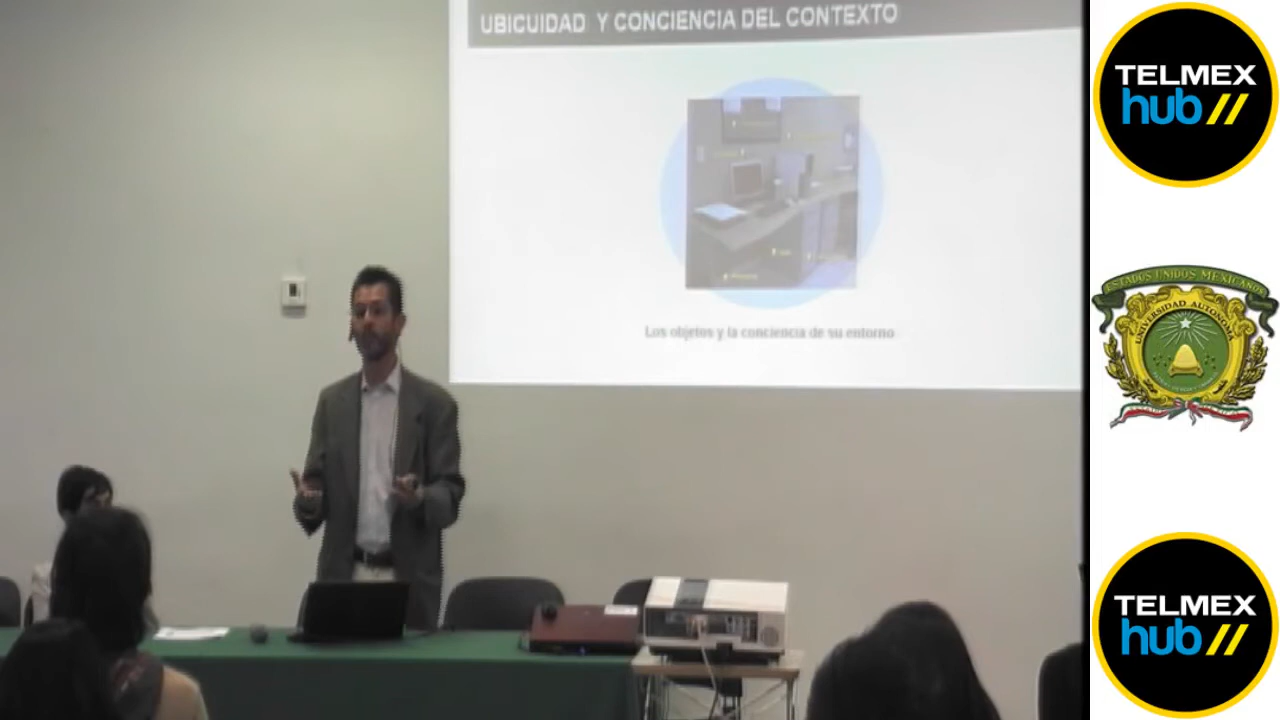 UBICUIDAD Y CONCIENCIA DEL CONTEXTO
Los objetos y la conciencia de su entorno
TELMEX
hub//
ESTADOS UNIDOS MEXICANOS
UNIVERSIDAD AUTONOMA
TELMEX
hub//